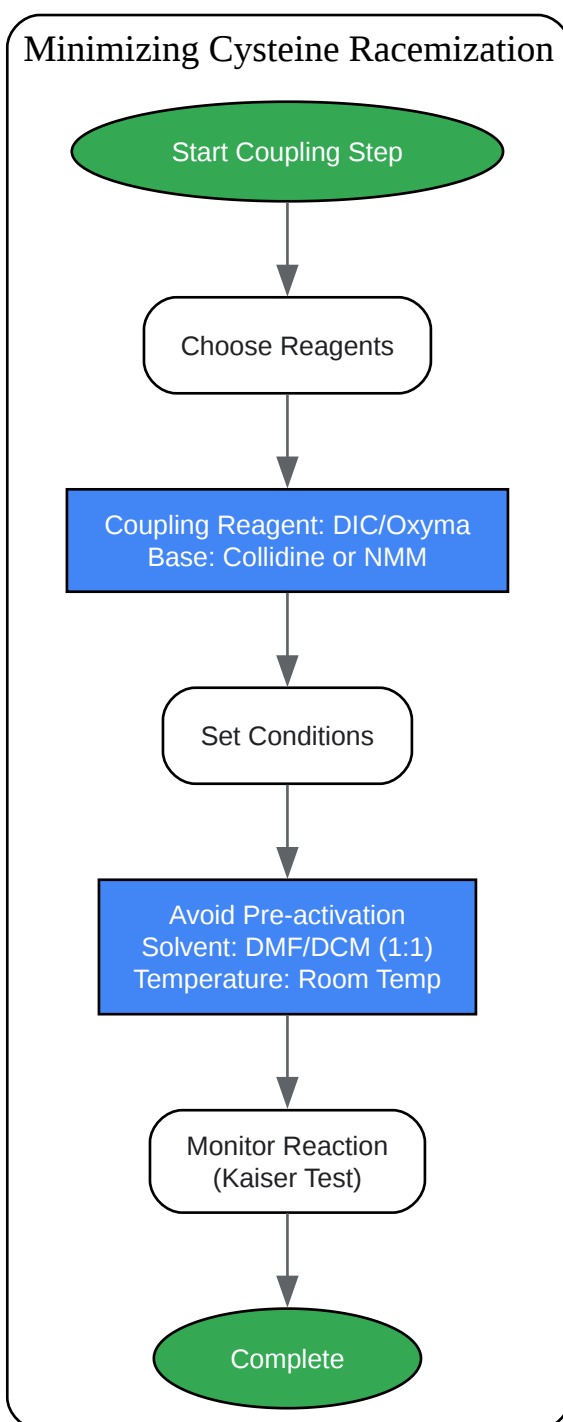 Minimizing Cysteine Racemization
Start Coupling Step
Choose Reagents
Coupling Reagent: DIC/Oxyma
Base: Collidine or NMM
Set Conditions
Avoid Pre-activation
Solvent: DMF/DCM (1:1)
Temperature: Room Temp
Monitor Reaction
(Kaiser Test)
Complete